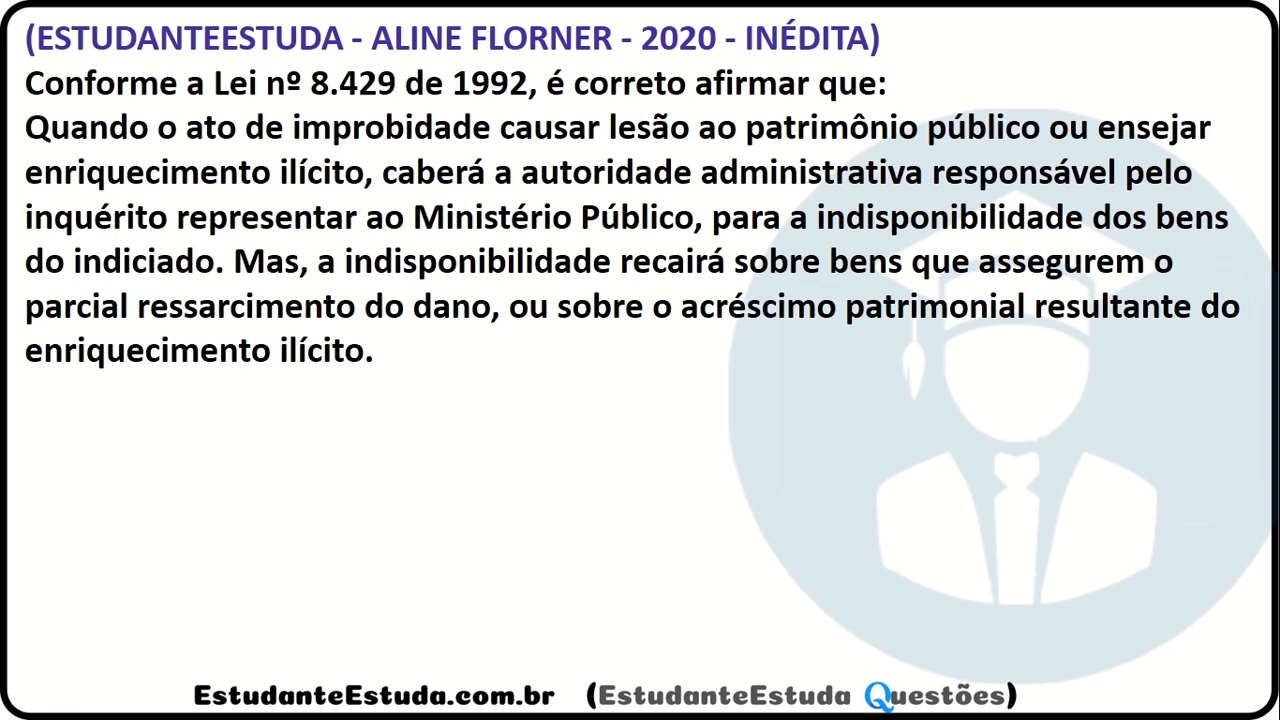 (ESTUDANTEESTUDA - ALINE FLORNER - 2020 - INÉDITA)
Conforme a Lei nº 8.429 de 1992, é correto afirmar que:
Quando o ato de improbidade causar lesão ao patrimônio público ou ensejar
enriquecimento ilícito, caberá a autoridade administrativa responsável pelo
inquérito representar ao Ministério Público, para a indisponibilidade dos bens
do indiciado. Mas, a indisponibilidade recairá sobre bens que assegurem o
parcial ressarcimento do dano, ou sobre o acréscimo patrimonial resultante do
enriquecimento ilícito.
EstudanteEstuda.com.br (EstudanteEstuda Questões)